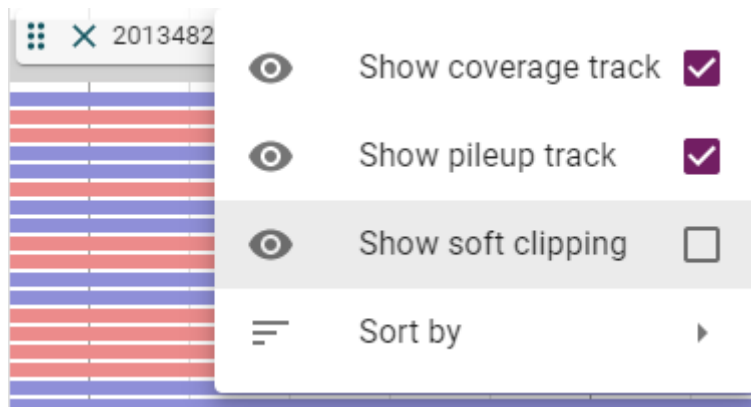 2013482
Show coverage track
Show pileup track
Show soft clipping
Sort by